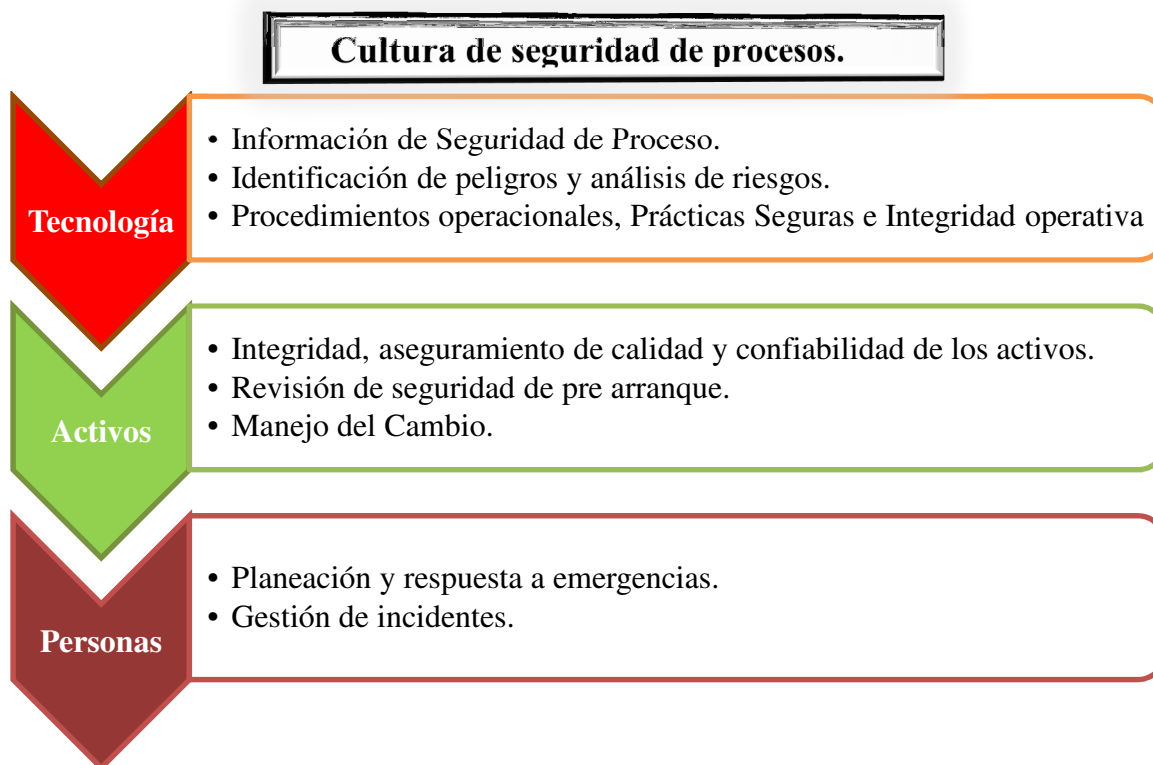 Cultura de seguridad de procesos.
Tecnología
• Información de Seguridad de Proceso.
• Identificación de peligros y análisis de riesgos.
• Procedimientos operacionales, Prácticas Seguras e Integridad operativa
Activos
• Integridad, aseguramiento de calidad y confiabilidad de los activos.
• Revisión de seguridad de pre arranque.
• Manejo del Cambio.
Personas
• Planeación y respuesta a emergencias.
• Gestión de incidentes.